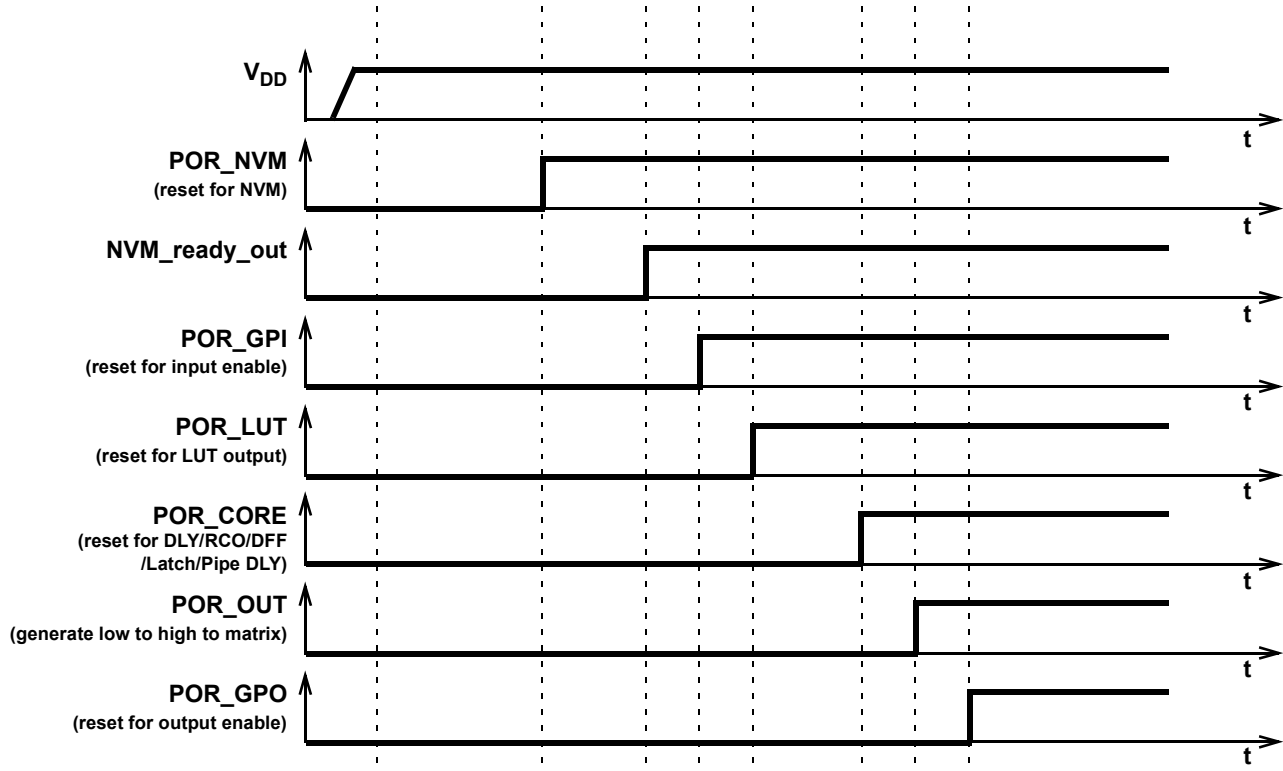 VDD
t
POR_NVM
(reset for NVM)
t
NVM_ready_out
t
POR_GPI
(reset for input enable)
t
POR_LUT
(reset for LUT output)
t
POR_CORE
(reset for DLY/RCO/DFF
/Latch/Pipe DLY)
t
POR_OUT
(generate low to high to matrix)
t
POR_GPO
(reset for output enable)
t